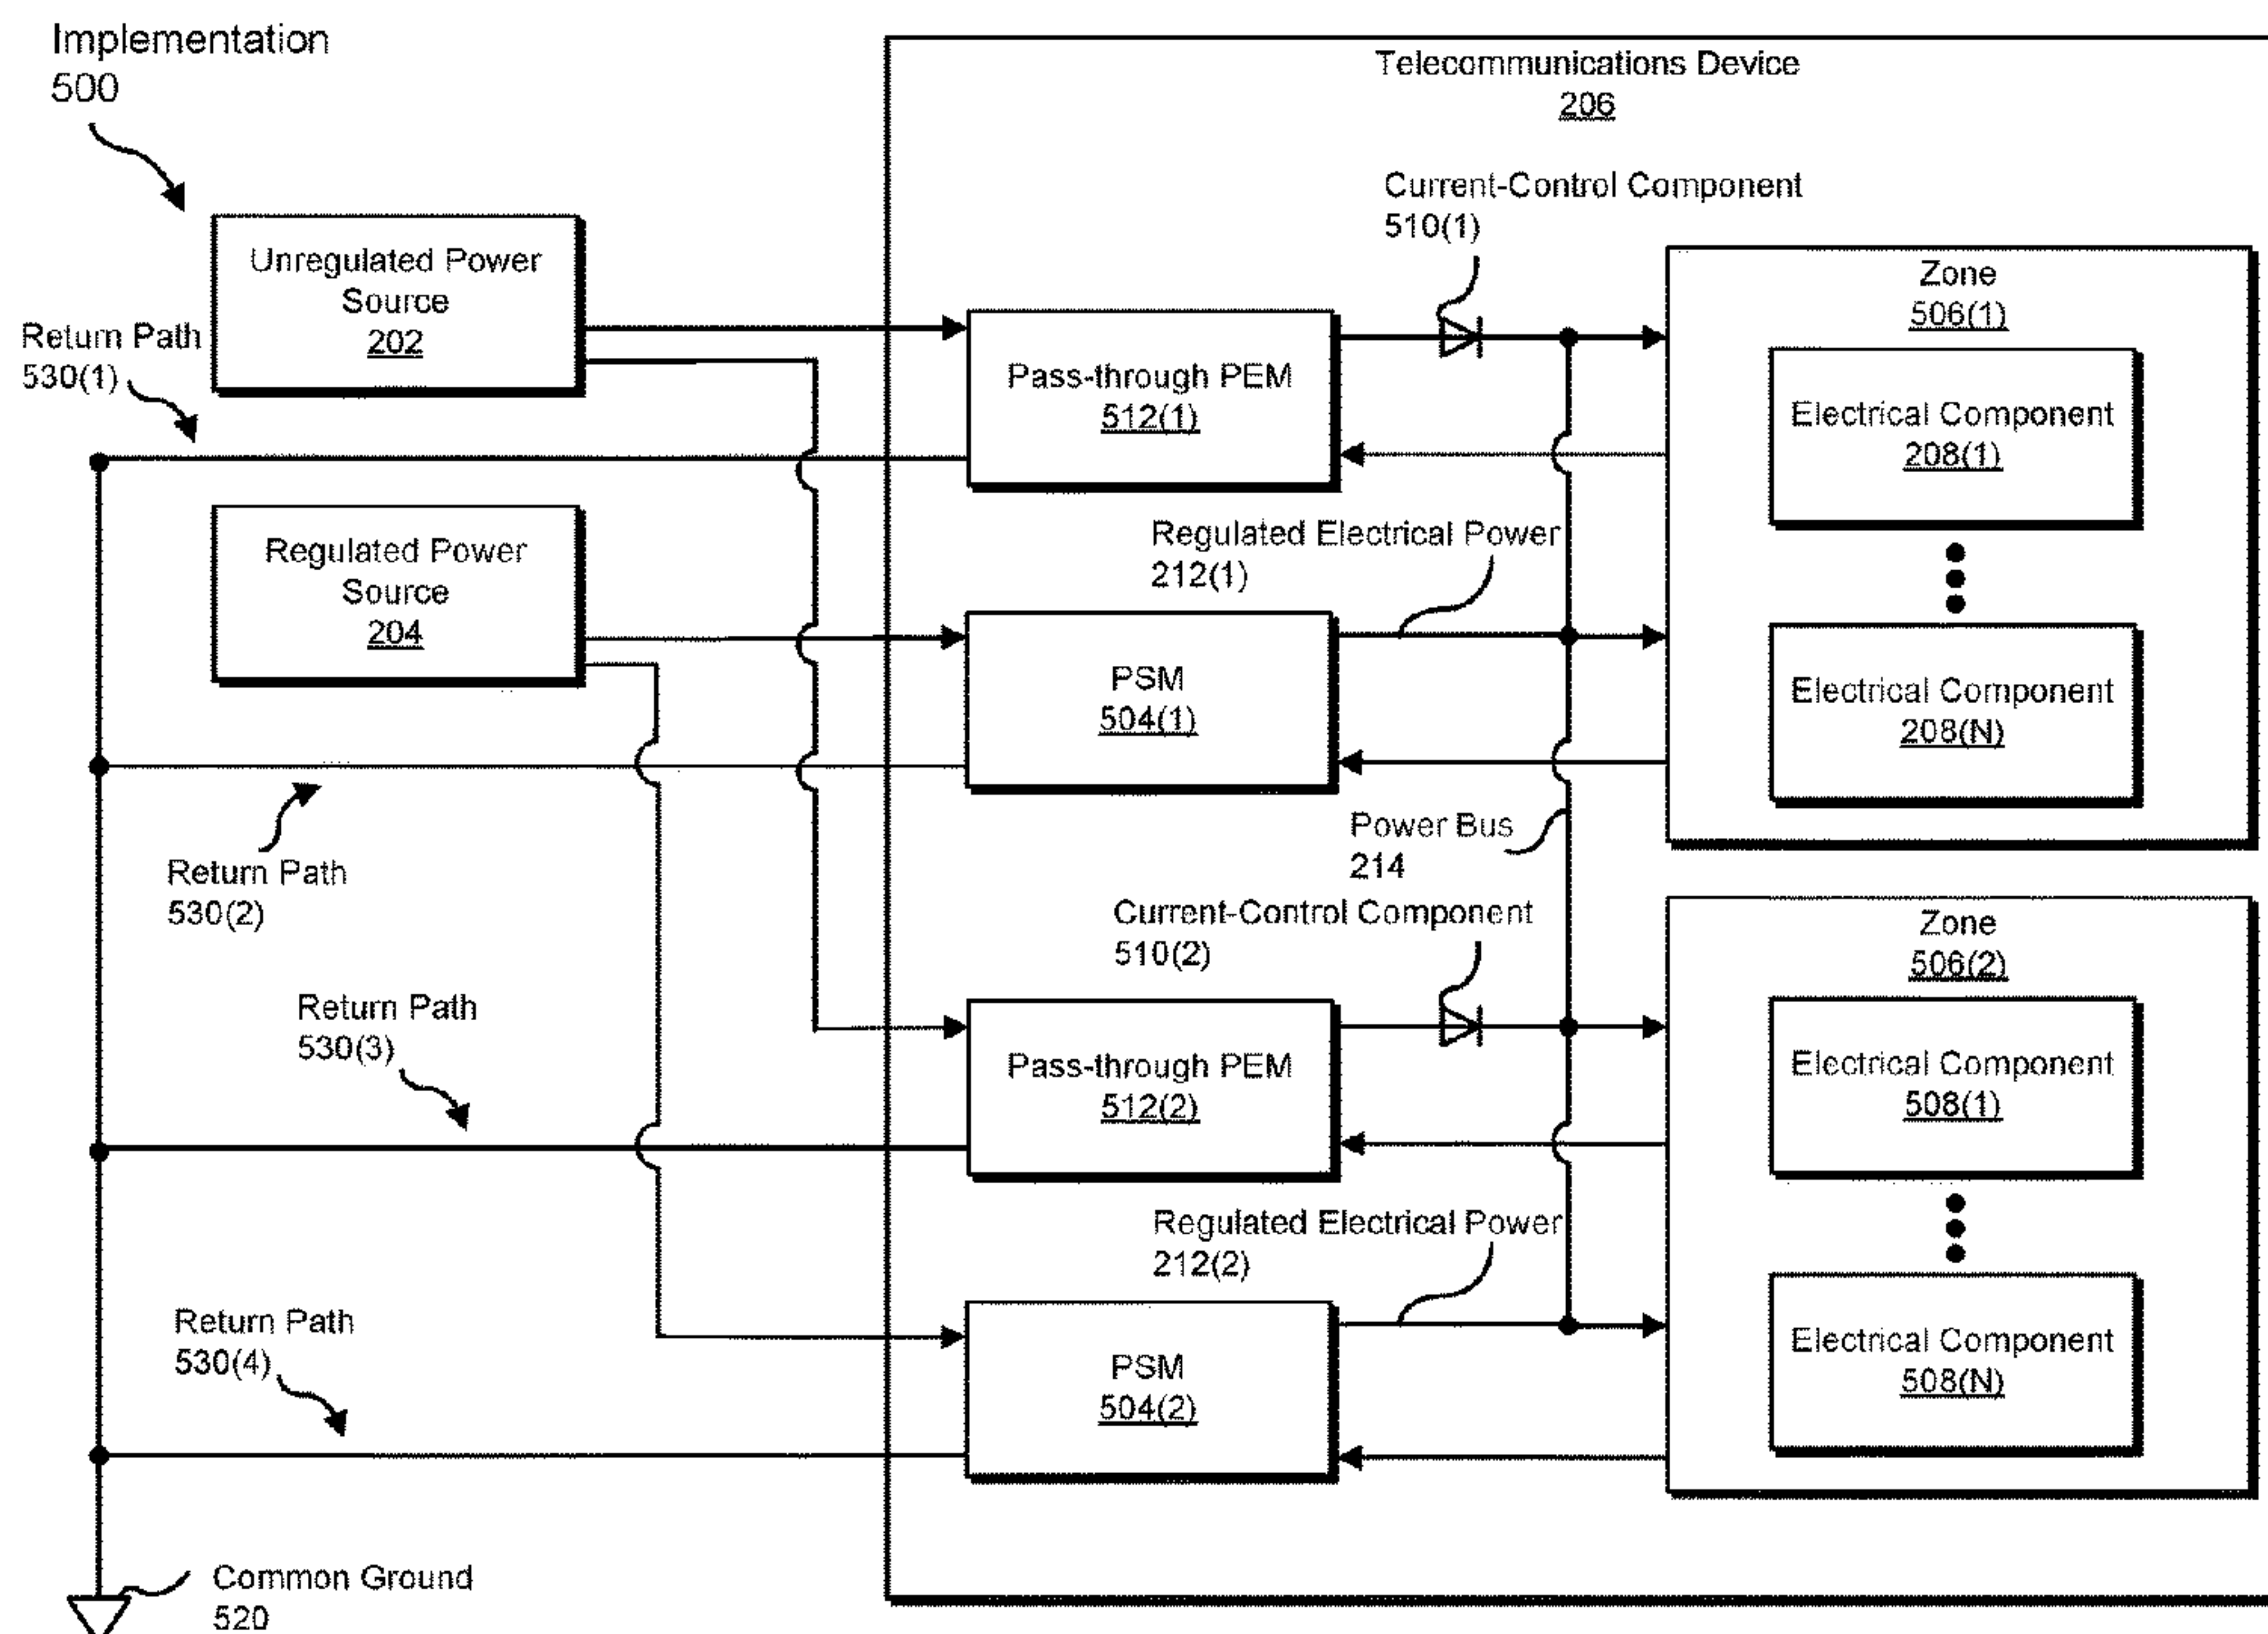 Implementation
500
Telecommunications Device
206
Current-Control Component
510(1)
Unregulated Power
Source
202
Zone
506(1)
Return Path
530(1)
Pass-through PEM
512(1)
Electrical Component
208(1)
Regulated Power
Source
204
Regulated Electrical Power
212(1)
PSM
504(1)
Electrical Component
208(N)
Power Bus
214
Return Path
530(2)
Current-Control Component
510(2)
Zone
506(2)
Return Path
530(3)
Pass-through PEM
512(2)
Electrical Component
508(1)
Regulated Electrical Power
212(2)
Return Path
530(4)
PSM
504(2)
Electrical Component
508(N)
Common Ground
520